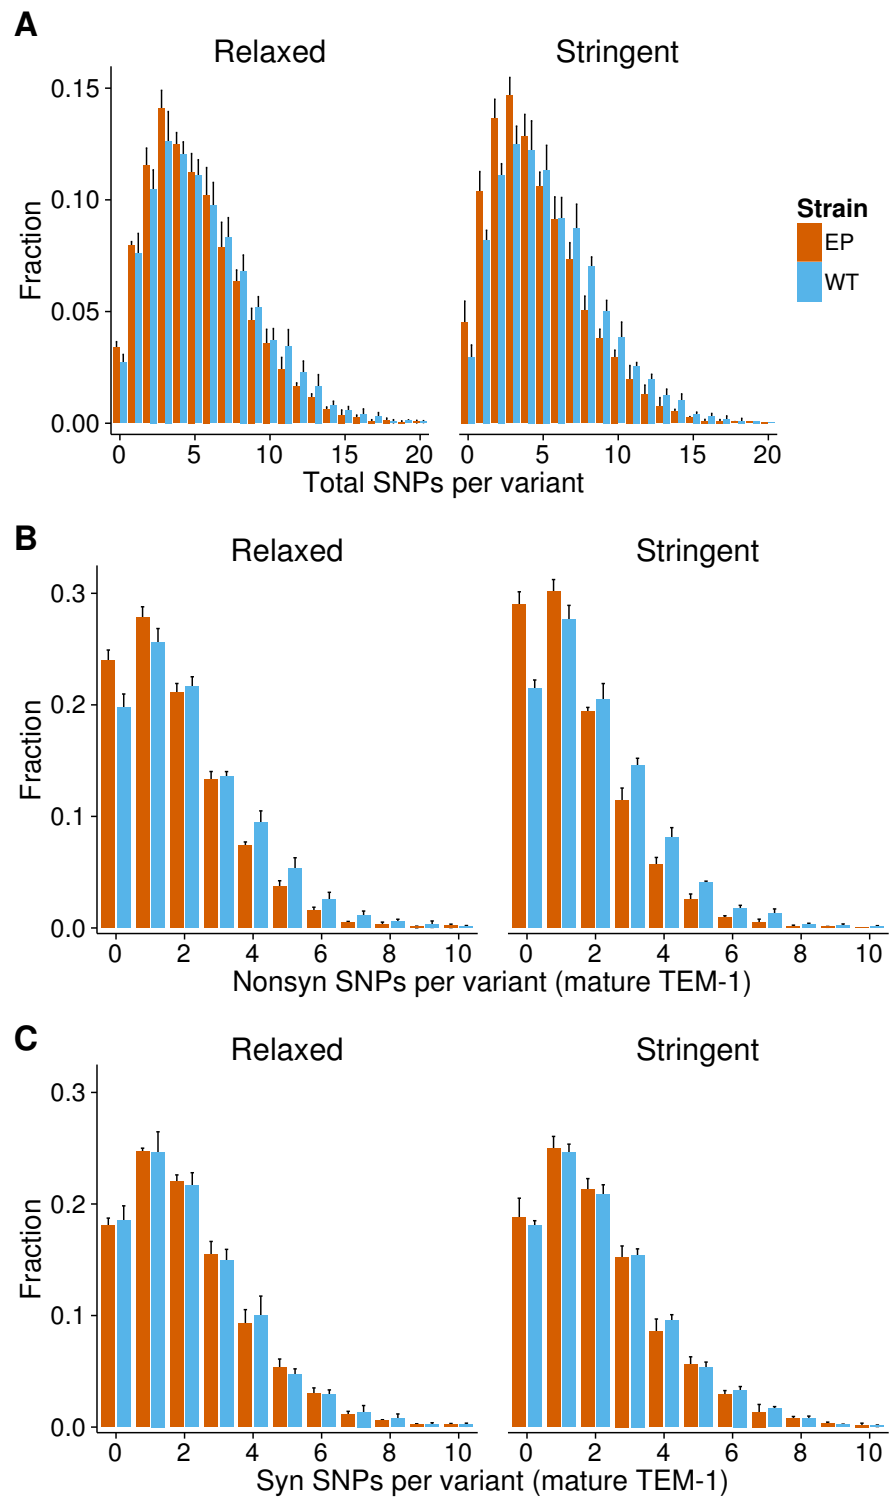 A
Relaxed
Stringent
0.15
0.10
0.05
0.00
Fraction
0 5 10 15 20
0 5 10 15 20
Total SNPs per variant
Strain
EP
WT
B
Relaxed
Stringent
0.3
0.2
0.1
0.0
Fraction
0 2 4 6 8 10
0 2 4 6 8 10
Nonsyn SNPs per variant (mature TEM-1)
C
Relaxed
Stringent
0.3
0.2
0.1
0.0
Fraction
0 2 4 6 8 10
0 2 4 6 8 10
Syn SNPs per variant (mature TEM-1)